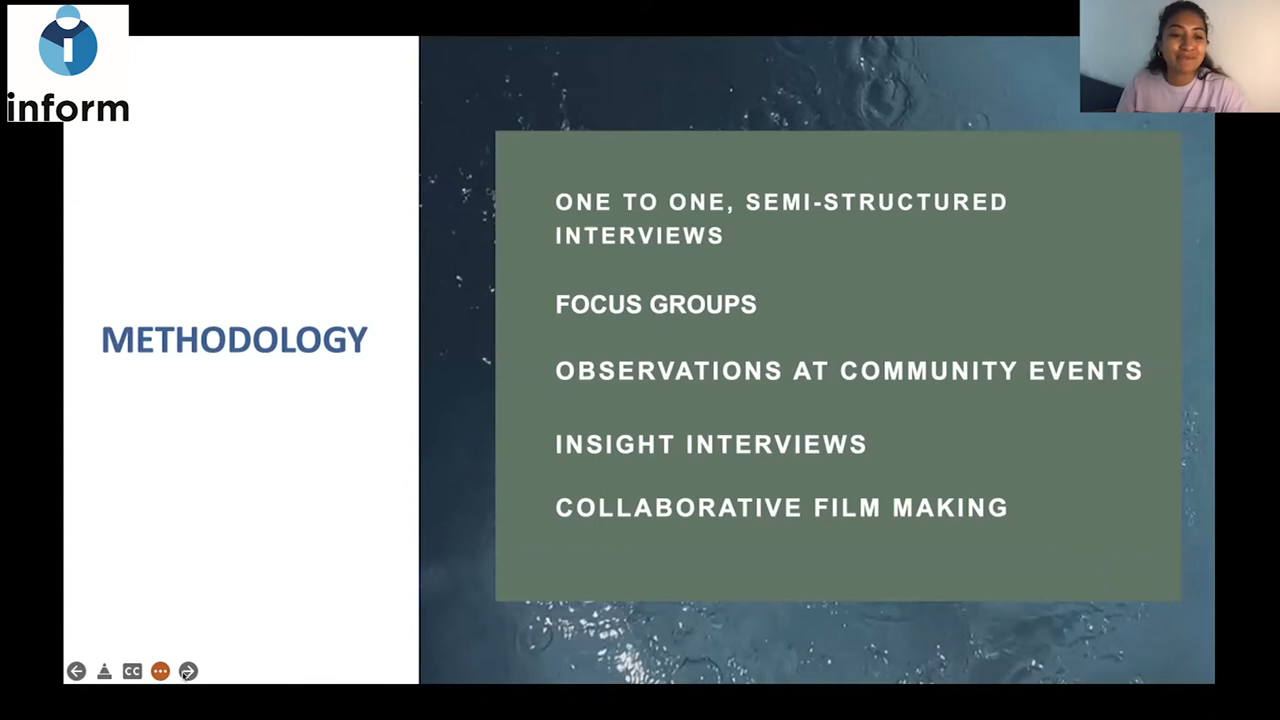 inform
METHODOLOGY
ONE TO ONE, SEMI-STRUCTURED
INTERVIEWS
FOCUS GROUPS
OBSERVATIONS AT COMMUNITY EVENTS
INSIGHT INTERVIEWS
COLLABORATIVE FILM MAKING
CC